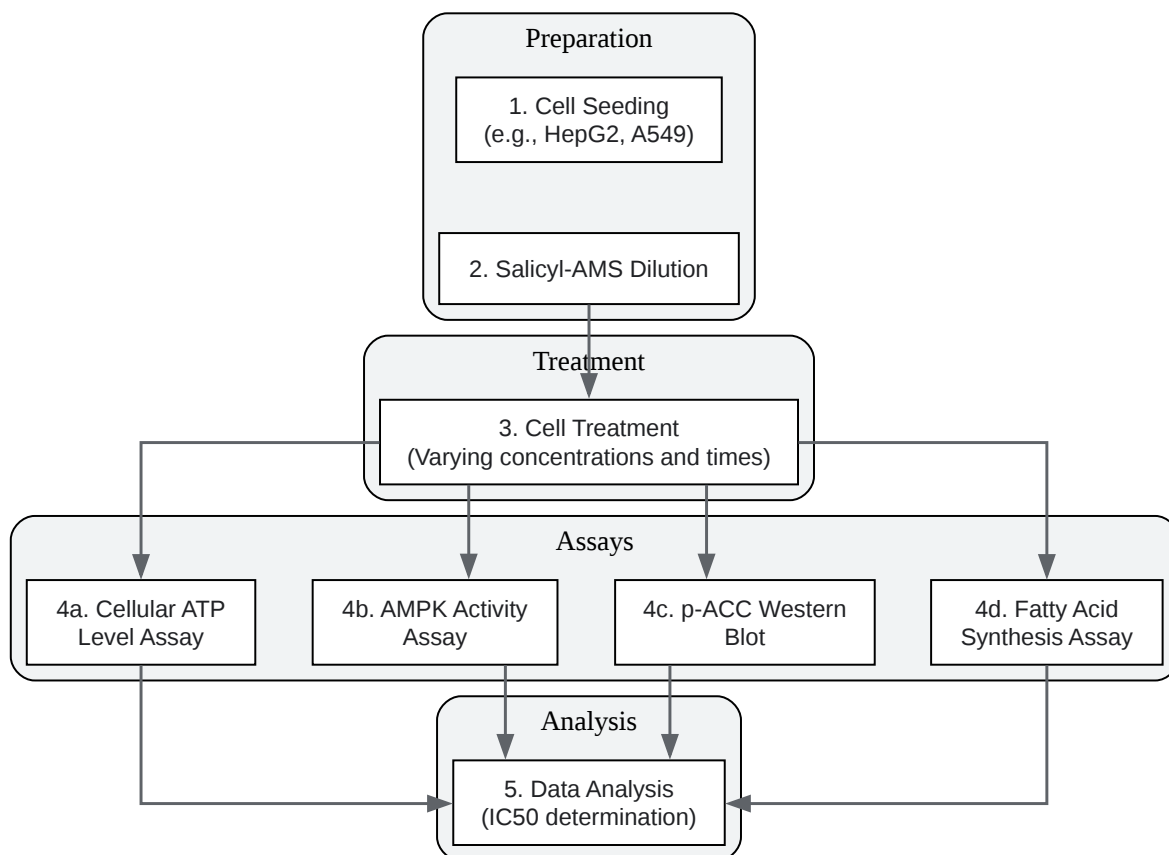 Preparation
1. Cell Seeding
(e.g., HepG2, A549)
2. Salicyl-AMS Dilution
Treatment
3. Cell Treatment
(Varying concentrations and times)
Assays
4a. Cellular ATP
Level Assay
4b. AMPK Activity
Assay
4c. p-ACC Western
Blot
4d. Fatty Acid
Synthesis Assay
Analysis
5. Data Analysis
(IC50 determination)